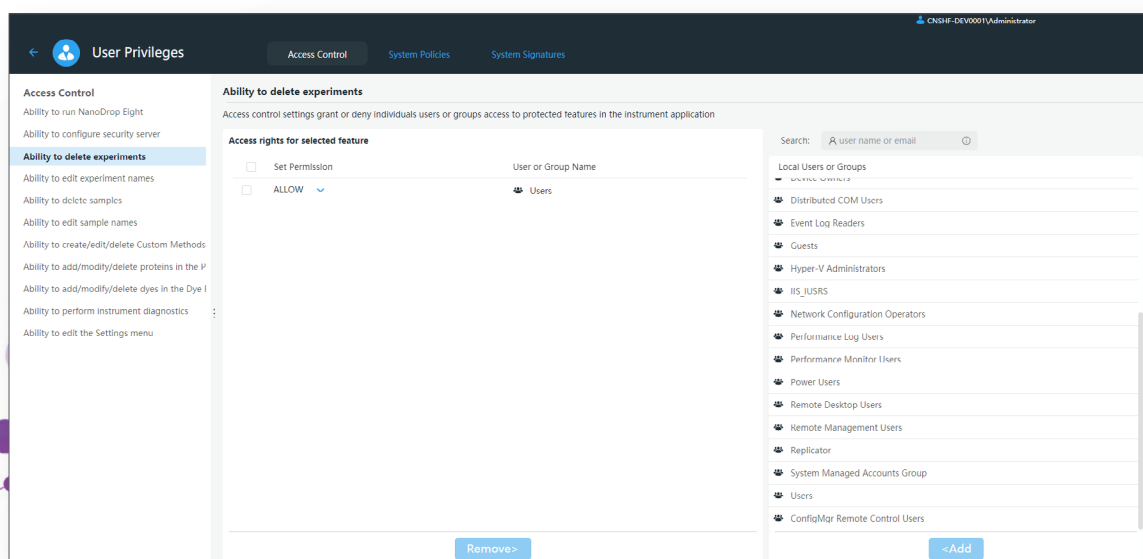 CNSHF-DEV0001\Administrator
User Privileges
Access Control
System Policies
System Signatures
Access Control
Ability to run NanoDrop Eight
Ability to configure security server
Ability to delete experiments
Ability to edit experiment names
Ability to delete samples
Ability to edit sample names
Ability to create/edit/delete Custom Methods
Ability to add/modify/delete proteins in the P
Ability to add/modify/delete dyes in the Dye
Ability to perform instrument diagnostics
Ability to edit the Settings menu
Ability to delete experiments
Access control settings grant or deny individuals users or groups access to protected features in the instrument application
Access rights for selected feature
Set Permission
User or Group Name
ALLOW
Users
Remove>
Search:
A user name or email
Local Users or Groups
Device Owners
Distributed COM Users
Event Log Readers
Guests
Hyper-V Administrators
IIS_IUSRS
Network Configuration Operators
Performance Log Users
Performance Monitor Users
Power Users
Remote Desktop Users
Remote Management Users
Replicator
System Managed Accounts Group
Users
ConfigMgr Remote Control Users
<Add